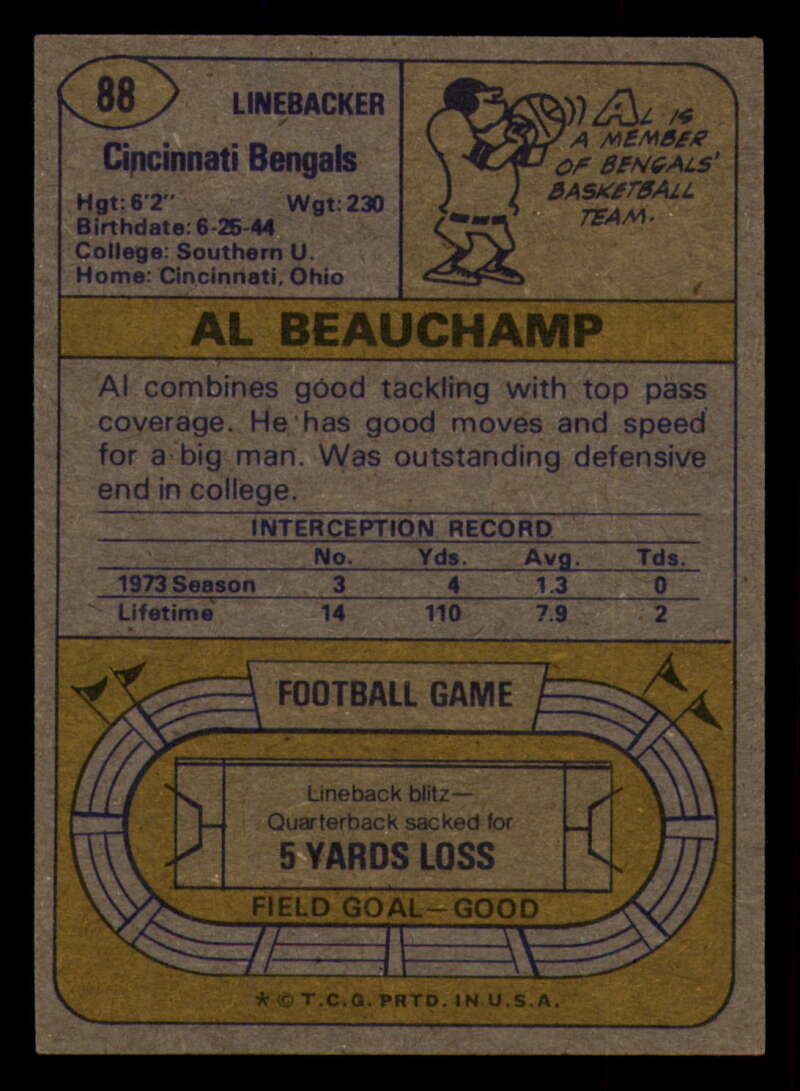 88
LINEBACKER
Cincinnati Bengals
Hgt: 6'2" Wgt: 230
Birthdate: 6-25-44
College: Southern U.
Home: Cincinnati, Ohio
AL IS
A MEMBER
OF BENGALS'
BASKETBALL
TEAM.
AL BEAUCHAMP
Al combines good tackling with top pass
coverage. He has good moves and speed
for a big man. Was outstanding defensive
end in college.
INTERCEPTION RECORD
No. Yds. Avg. Tds.
1973 Season 3 4 1.3 0
Lifetime 14 110 7.9 2
FOOTBALL GAME
Lineback blitz—
Quarterback sacked for
5 YARDS LOSS
FIELD GOAL—GOOD
* © T.C.G. PRTD. IN U.S.A.